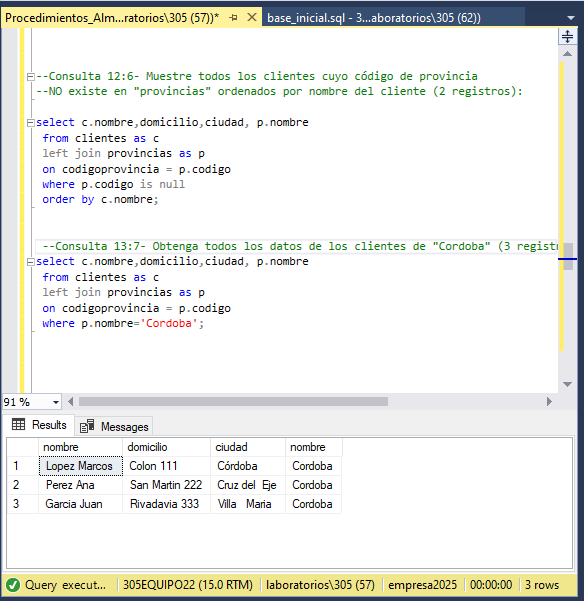 Procedimientos_Alm...ratorios\305 (57))*
base_inicial.sql - 3...aboratorios\305 (62))
--Consulta 12:6- Muestre todos los clientes cuyo código de provincia
--NO existe en "provincias" ordenados por nombre del cliente (2 registros):
select c.nombre,domicilio,ciudad, p.nombre
from clientes as c
left join provincias as p
on codigoprovincia = p.codigo
where p.codigo is null
order by c.nombre;
--Consulta 13:7- Obtenga todos los datos de los clientes de "Cordoba" (3 registr
select c.nombre,domicilio,ciudad, p.nombre
from clientes as c
left join provincias as p
on codigoprovincia = p.codigo
where p.nombre='Cordoba';
91 %
Results Messages
nombre domicilio ciudad nombre
1 Lopez Marcos Colon 111 Córdoba Cordoba
2 Perez Ana San Martin 222 Cruz del Eje Cordoba
3 Garcia Juan Rivadavia 333 Villa Maria Cordoba
Query execut... 305EQUIPO22 (15.0 RTM) laboratorios\305 (57) empresa2025 00:00:00 3 rows